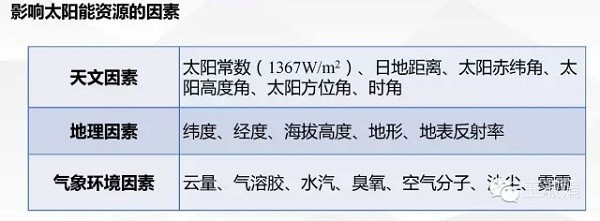 影响太阳能资源的因素
天文因素
太阳常数（1367W/m²）、日地距离、太阳赤纬角、太
阳高度角、太阳方位角、时角
地理因素
纬度、经度、海拔高度、地形、地表反射率
气象环境因素
云量、气溶胶、水汽、臭氧、空气分子、沙尘、雾霾